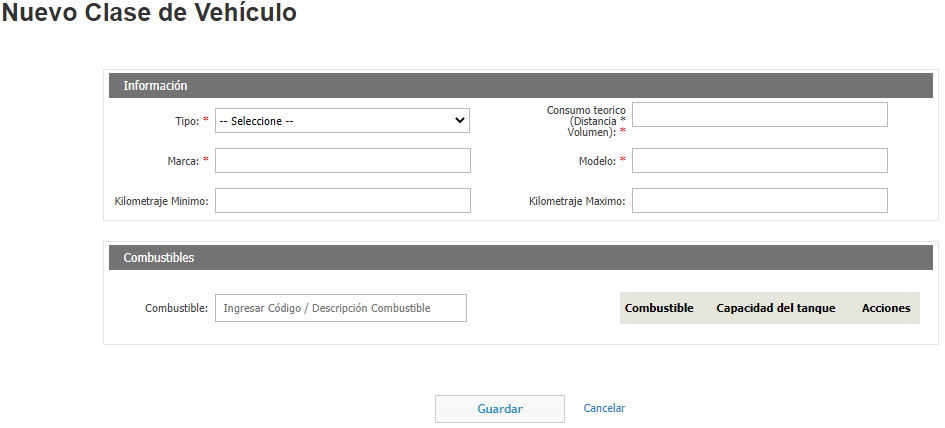 Nuevo Clase de Vehículo
Información
Tipo: * -- Seleccione --
Consumo teorico
(Distancia *
Volumen): *
Marca: *
Modelo: *
Kilometraje Minimo:
Kilometraje Maximo:
Combustibles
Combustible: Ingresar Código / Descripción Combustible
Combustible Capacidad del tanque Acciones
Guardar Cancelar